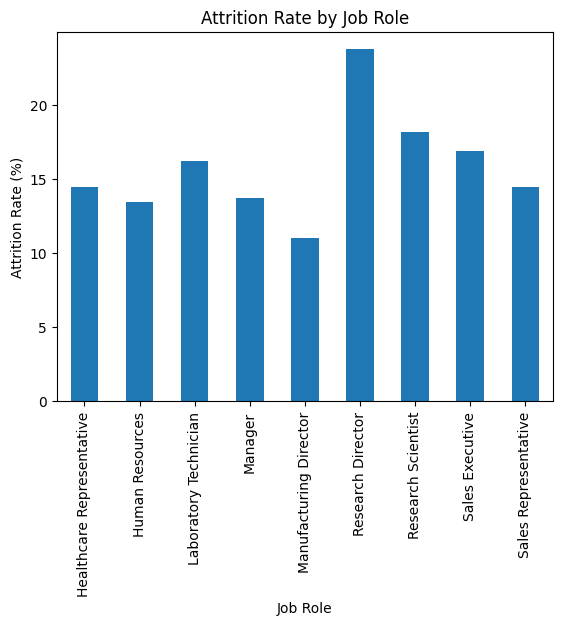 Attrition Rate by Job Role
Attrition Rate (%)
20
15
10
5
0
Healthcare Representative
Human Resources
Laboratory Technician
Manager
Manufacturing Director
Research Director
Research Scientist
Sales Executive
Sales Representative
Job Role